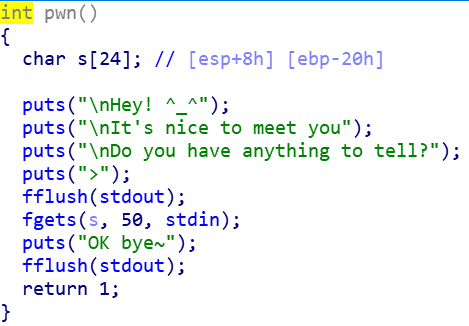 int pwn()
{
char s[24]; // [esp+8h] [ebp-20h]
puts("\nHey! ^_^");
puts("\nIt's nice to meet you");
puts("\nDo you have anything to tell?");
puts(">");
fflush(stdout);
fgets(s, 50, stdin);
puts("OK bye~");
fflush(stdout);
return 1;
}